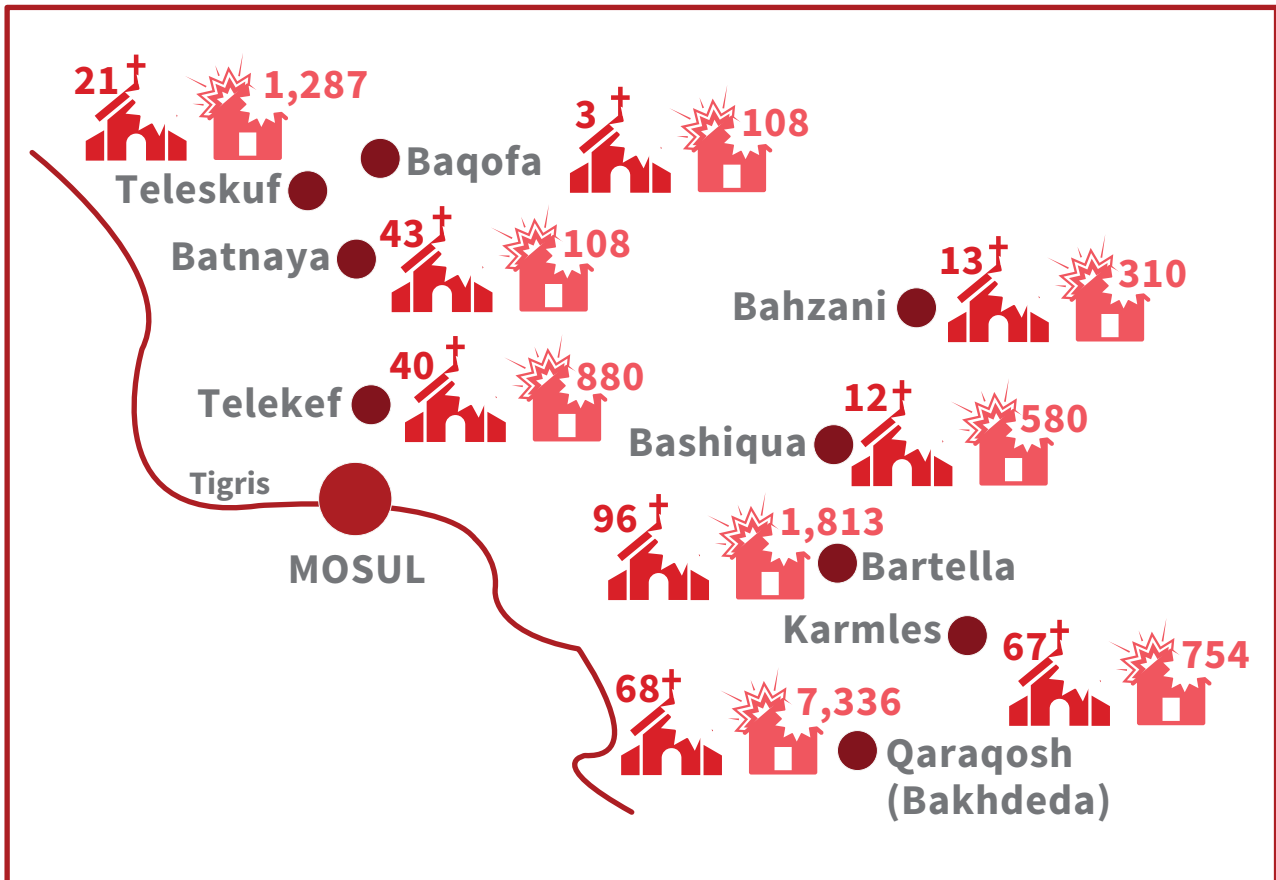 21 1,287
Teleskuf
Baqofa 3 108
Batnaya 43 108
Bahzani 13 310
Telekef 40 880
Bashiqua 12 580
Tigris
MOSUL
96 1,813 Bartella
Karmles 67 754
68 7,336 Qaraqosh
(Bakhdeda)